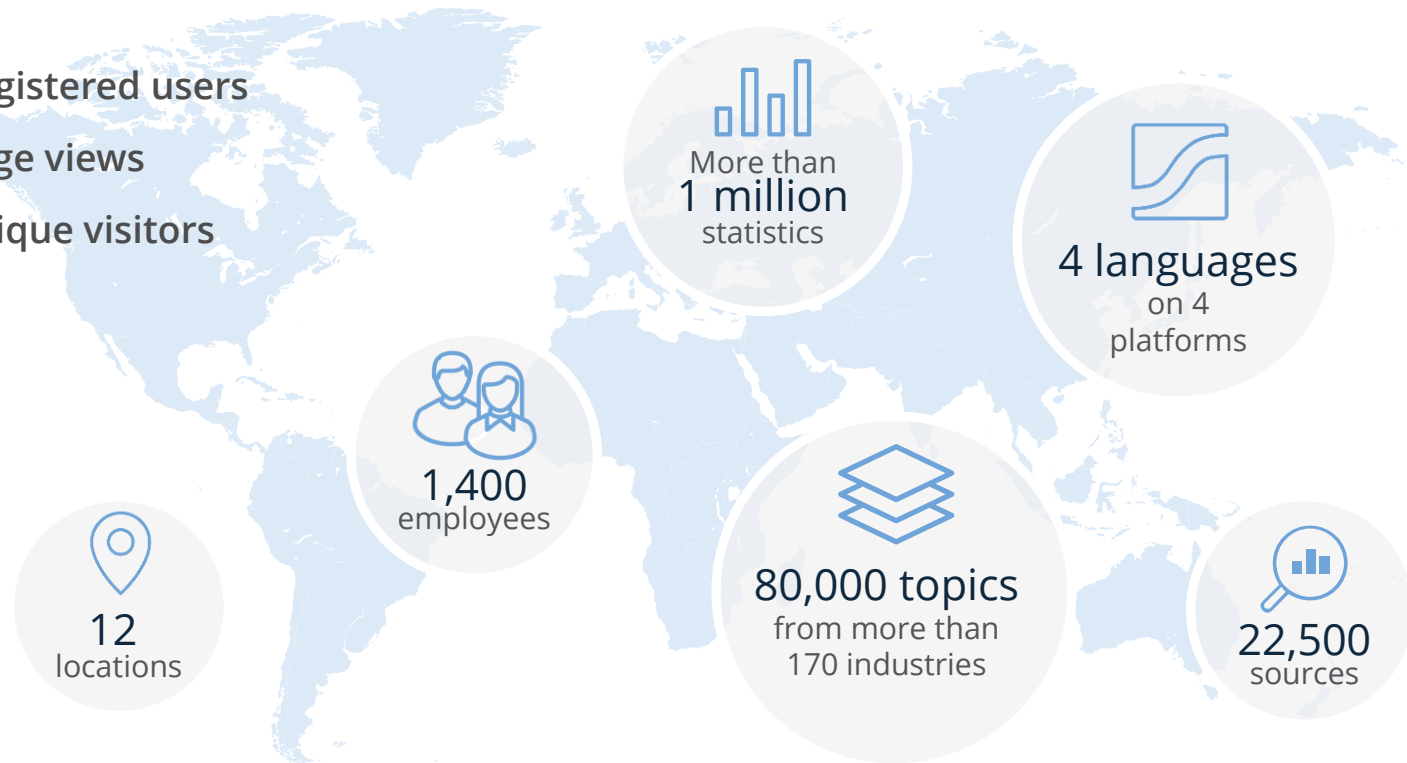 gistered users
ge views
ique visitors
More than
1 million
statistics
4 languages
on 4
platforms
1,400
employees
80,000 topics
from more than
170 industries
12
locations
22,500
sources